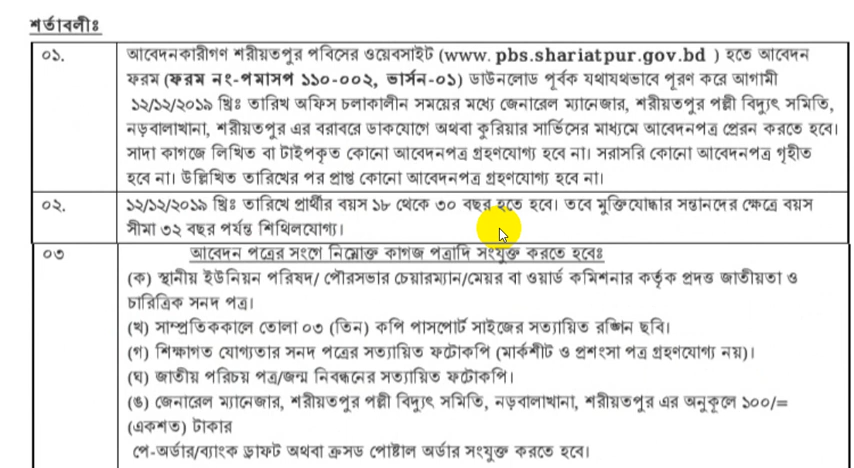 শর্তাবলীঃ
০১. আবেদনকারীগণ শরীয়তপুর পবিসের ওয়েবসাইট (www. pbs.shariatpur.gov.bd ) হতে আবেদন
ফরম (ফরম নং-পমাসপ ১১০-০০২, ভার্সন-০১) ডাউনলোড পূর্বক যথাযথভাবে পূরণ করে আগামী
১২/১২/২০১৯ খ্রিঃ তারিখ অফিস চলাকালীন সময়ের মধ্যে জেনারেল ম্যানেজার, শরীয়তপুর পল্লী বিদ্যুৎ সমিতি,
নড়বালাখানা, শরীয়তপুর এর বরাবরে ডাকযোগে অথবা কুরিয়ার সার্ভিসের মাধ্যমে আবেদনপত্র প্রেরন করতে হবে।
সাদা কাগজে লিখিত বা টাইপকৃত কোনো আবেদনপত্র গ্রহণযোগ্য হবে না। সরাসরি কোনো আবেদনপত্র গৃহীত
হবে না। উল্লিখিত তারিখের পর প্রাপ্ত কোনো আবেদনপত্র গ্রহণযোগ্য হবে না।
০২. ১২/১২/২০১৯ খ্রিঃ তারিখে প্রার্থীর বয়স ১৮ থেকে ৩০ বছর হতে হবে। তবে মুক্তিযোদ্ধার সন্তানদের ক্ষেত্রে বয়স
সীমা ৩২ বছর পর্যন্ত শিথিলযোগ্য।
০৩ আবেদন পত্রের সংগে নিম্নোক্ত কাগজ পত্রাদি সংযুক্ত করতে হবেঃ
(ক) স্থানীয় ইউনিয়ন পরিষদ/ পৌরসভার চেয়ারম্যান/মেয়র বা ওয়ার্ড কমিশনার কর্তৃক প্রদত্ত জাতীয়তা ও
চারিত্রিক সনদ পত্র।
(খ) সাম্প্রতিককালে তোলা ০৩ (তিন) কপি পাসপোর্ট সাইজের সত্যায়িত রঙ্গিন ছবি।
(গ) শিক্ষাগত যোগ্যতার সনদ পত্রের সত্যায়িত ফটোকপি (মার্কশীট ও প্রশংসা পত্র গ্রহণযোগ্য নয়)।
(ঘ) জাতীয় পরিচয় পত্র/জন্ম নিবন্ধনের সত্যায়িত ফটোকপি।
(ঙ) জেনারেল ম্যানেজার, শরীয়তপুর পল্লী বিদ্যুৎ সমিতি, নড়বালাখানা, শরীয়তপুর এর অনুকূলে ১০০/=
(একশত) টাকার
পে-অর্ডার/ব্যাংক ড্রাফট অথবা ক্রসড পোষ্টাল অর্ডার সংযুক্ত করতে হবে।